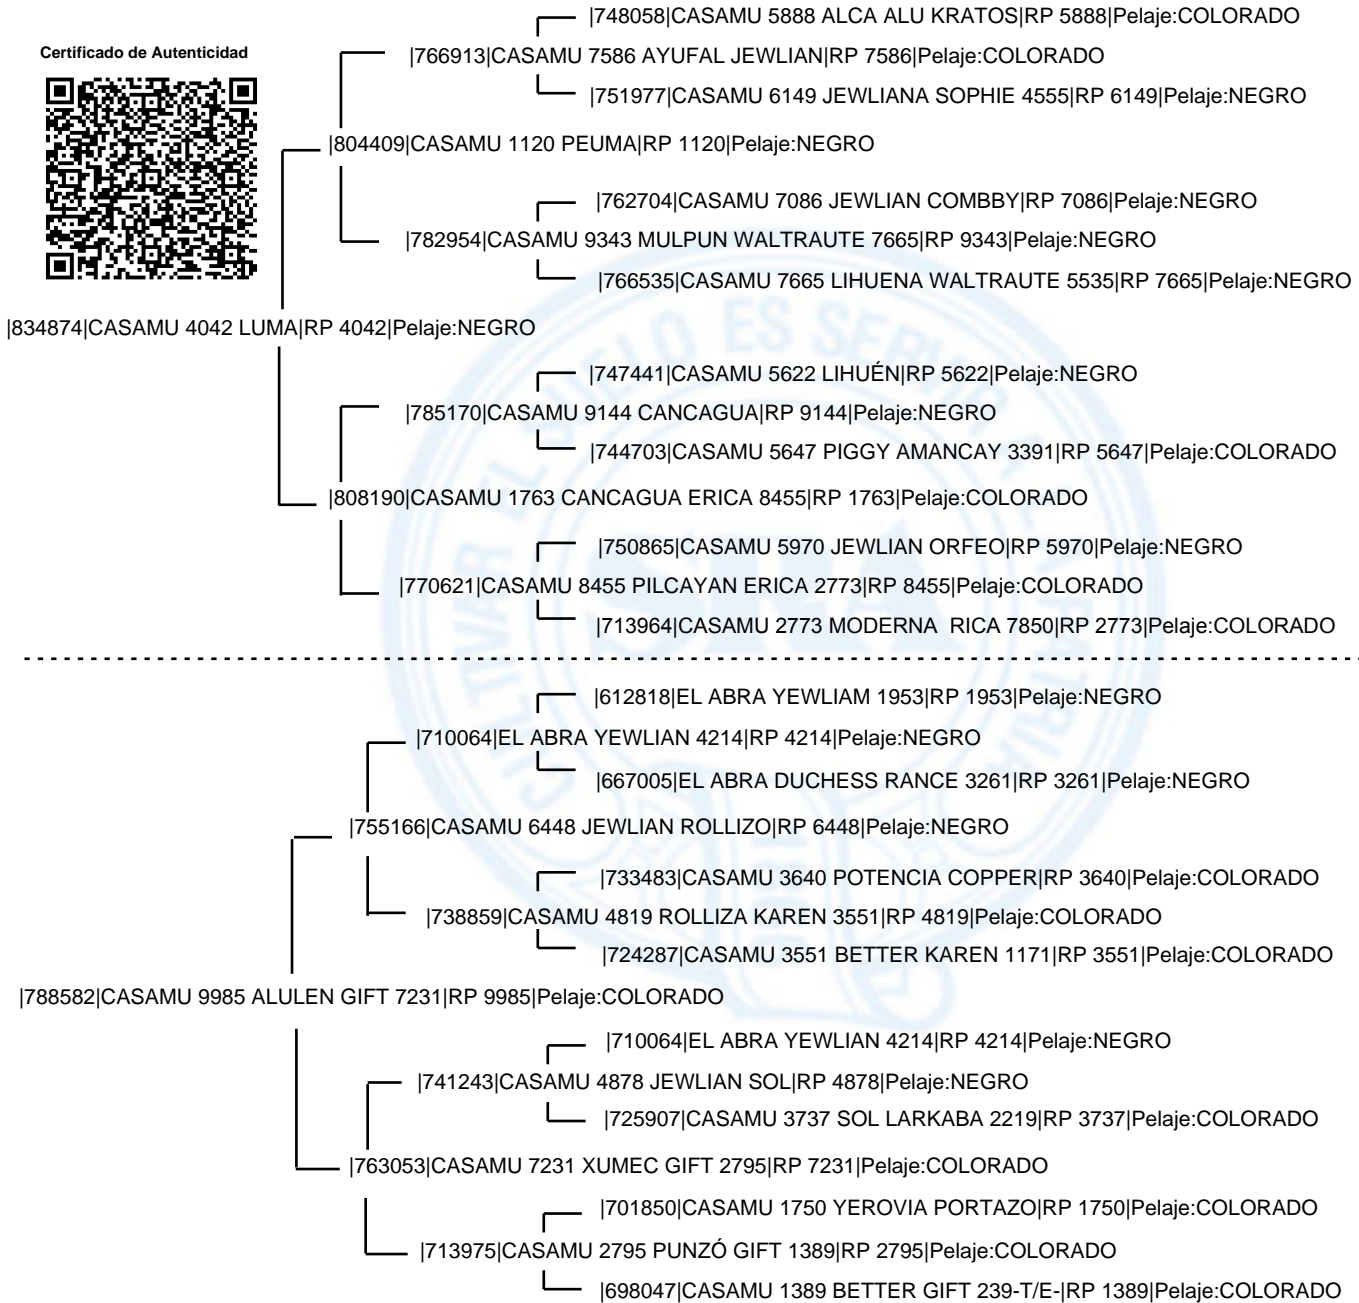 |748058|CASAMU 5888 ALCA ALU KRATOS|RP 5888|Pelaje:COLORADO
Certificado de Autenticidad
|766913|CASAMU 7586 AYUFAL JEWLIAN|RP 7586|Pelaje:COLORADO
|751977|CASAMU 6149 JEWLIANA SOPHIE 4555|RP 6149|Pelaje:NEGRO
|804409|CASAMU 1120 PEUMA|RP 1120|Pelaje:NEGRO
|762704|CASAMU 7086 JEWLIAN COMBBY|RP 7086|Pelaje:NEGRO
|782954|CASAMU 9343 MULPUN WALTRAUTE 7665|RP 9343|Pelaje:NEGRO
|766535|CASAMU 7665 LIHUENA WALTRAUTE 5535|RP 7665|Pelaje:NEGRO
|834874|CASAMU 4042 LUMA|RP 4042|Pelaje:NEGRO
|747441|CASAMU 5622 LIHUÉN|RP 5622|Pelaje:NEGRO
|785170|CASAMU 9144 CANCAGUA|RP 9144|Pelaje:NEGRO
|744703|CASAMU 5647 PIGGY AMANCAY 3391|RP 5647|Pelaje:COLORADO
|808190|CASAMU 1763 CANCAGUA ERICA 8455|RP 1763|Pelaje:COLORADO
|750865|CASAMU 5970 JEWLIAN ORFEO|RP 5970|Pelaje:NEGRO
|770621|CASAMU 8455 PILCAYAN ERICA 2773|RP 8455|Pelaje:COLORADO
|713964|CASAMU 2773 MODERNA  RICA 7850|RP 2773|Pelaje:COLORADO
|612818|EL ABRA YEWLIAM 1953|RP 1953|Pelaje:NEGRO
|710064|EL ABRA YEWLIAN 4214|RP 4214|Pelaje:NEGRO
|667005|EL ABRA DUCHESS RANCE 3261|RP 3261|Pelaje:NEGRO
|755166|CASAMU 6448 JEWLIAN ROLLIZO|RP 6448|Pelaje:NEGRO
|733483|CASAMU 3640 POTENCIA COPPER|RP 3640|Pelaje:COLORADO
|738859|CASAMU 4819 ROLLIZA KAREN 3551|RP 4819|Pelaje:COLORADO
|724287|CASAMU 3551 BETTER KAREN 1171|RP 3551|Pelaje:COLORADO
|788582|CASAMU 9985 ALULEN GIFT 7231|RP 9985|Pelaje:COLORADO
|710064|EL ABRA YEWLIAN 4214|RP 4214|Pelaje:NEGRO
|741243|CASAMU 4878 JEWLIAN SOL|RP 4878|Pelaje:NEGRO
|725907|CASAMU 3737 SOL LARKABA 2219|RP 3737|Pelaje:COLORADO
|763053|CASAMU 7231 XUMEC GIFT 2795|RP 7231|Pelaje:COLORADO
|701850|CASAMU 1750 YEROVIA PORTAZO|RP 1750|Pelaje:COLORADO
|713975|CASAMU 2795 PUNZÓ GIFT 1389|RP 2795|Pelaje:COLORADO
|698047|CASAMU 1389 BETTER GIFT 239-T/E-|RP 1389|Pelaje:COLORADO
CULTIVAR EL SUELO ES SERVIR A LA PATRIA
SRA
1866